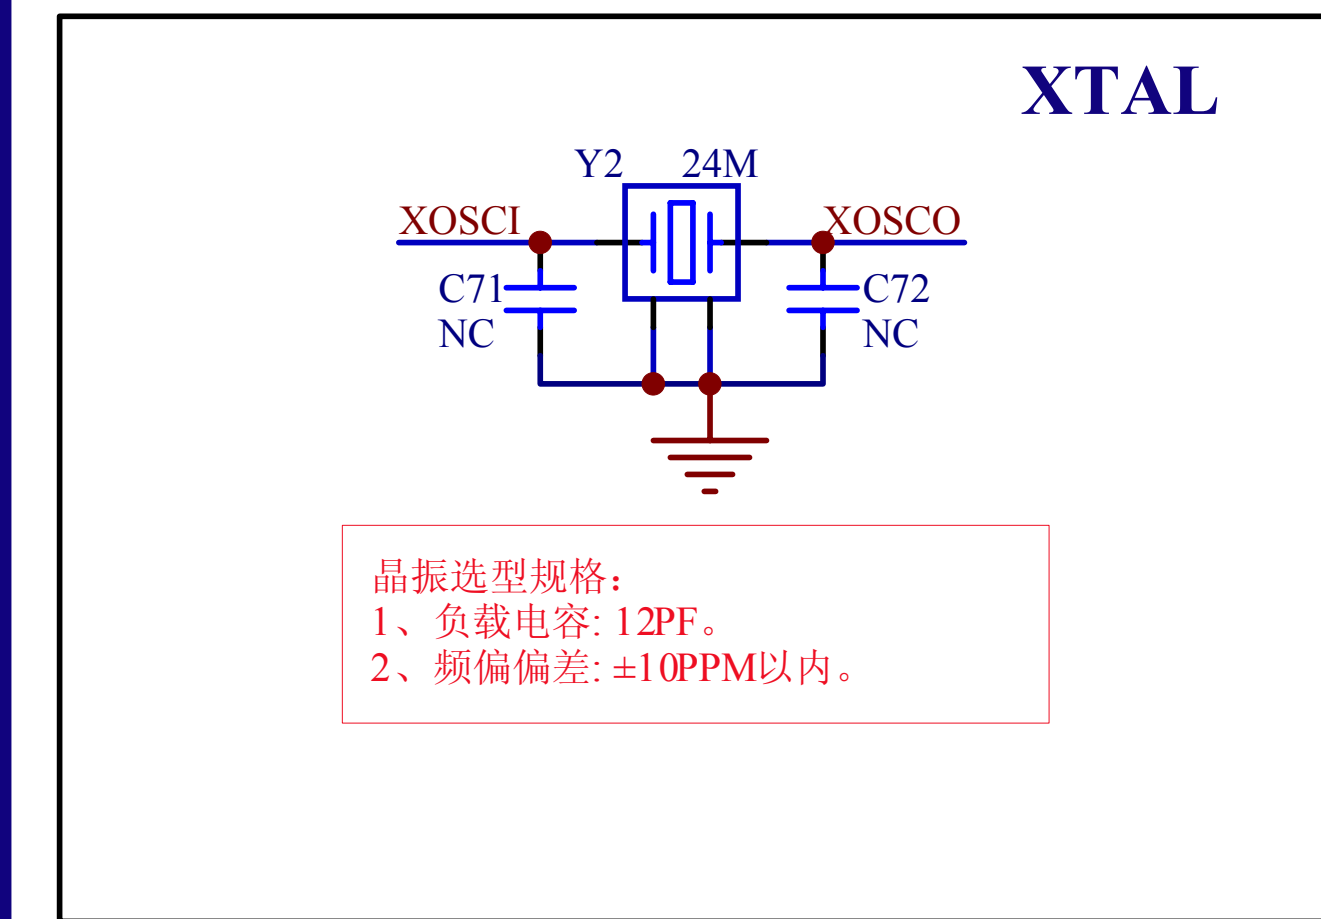 XTAL
Y2 24M
XOSCI XOSCO
C71 C72
NC NC
晶振选型规格：
1、负载电容: 12PF。
2、频偏偏差: ±10PPM以内。